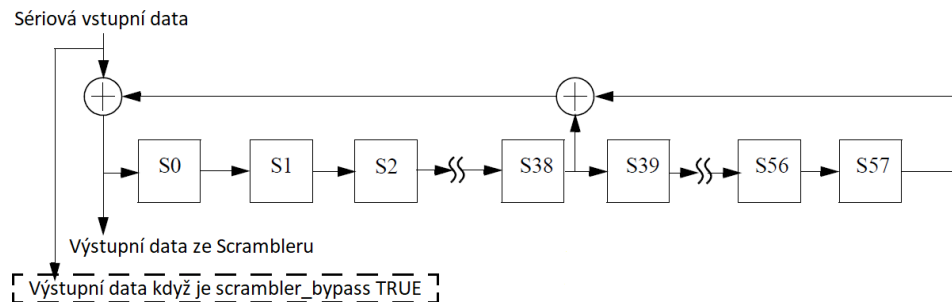 Sériová vstupní data
S0 S1 S2 S38 S39 S56 S57
Výstupní data ze Scrambleru
Výstupní data když je scrambler_bypass TRUE